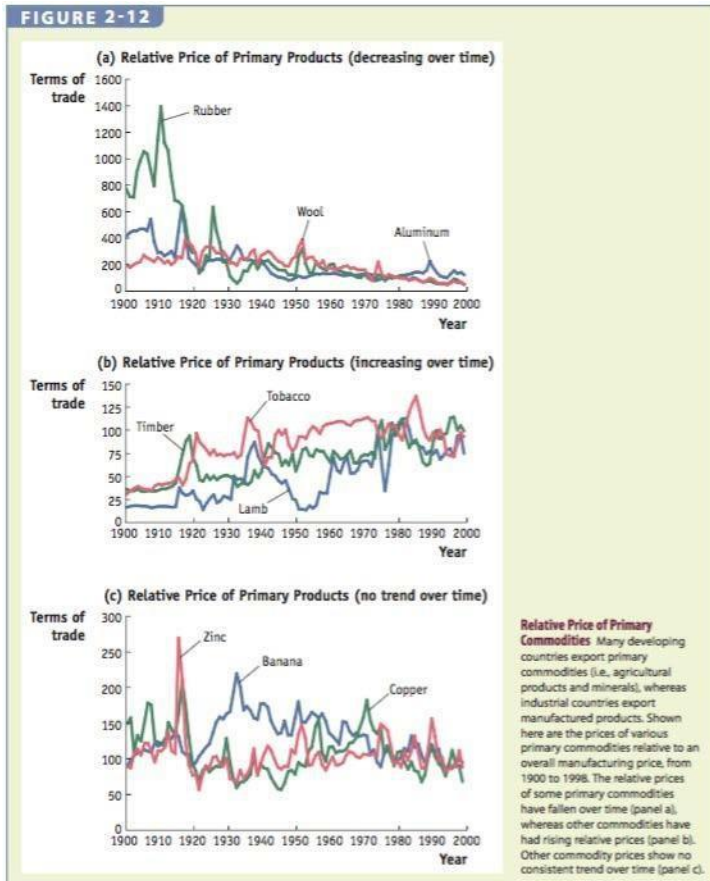 FIGURE 2-12
(a) Relative Price of Primary Products (decreasing over time)
Terms of
trade
1600
1400
1200
1000
800
600
400
200
0
Rubber
Wool
Aluminum
1900 1910 1920 1930 1940 1950 1960 1970 1980 1990 2000
Year
(b) Relative Price of Primary Products (increasing over time)
Terms of
trade
150
125
100
75
50
25
0
Timber
Tobacco
Lamb
1900 1910 1920 1930 1940 1950 1960 1970 1980 1990 2000
Year
(c) Relative Price of Primary Products (no trend over time)
Terms of
trade
300
250
200
150
100
50
0
Zinc
Banana
Copper
1900 1910 1920 1930 1940 1950 1960 1970 1980 1990 2000
Year
Relative Price of Primary
Commodities Many developing
countries export primary
commodities (i.e., agricultural
products and minerals), whereas
industrial countries export
manufactured products. Shown
here are the prices of various
primary commodities relative to an
overall manufacturing price, from
1900 to 1998. The relative prices
of some primary commodities
have fallen over time (panel a),
whereas other commodities have
had rising relative prices (panel b).
Other commodity prices show no
consistent trend over time (panel c).